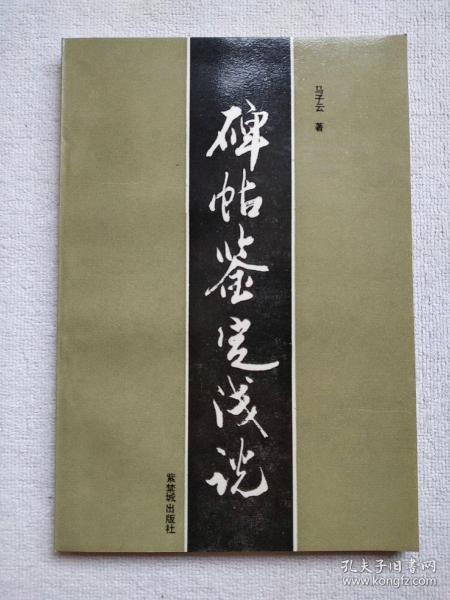 马子云 著
碑帖鉴定浅说
紫禁城出版社
孔夫子旧书网
www.kongfz.com